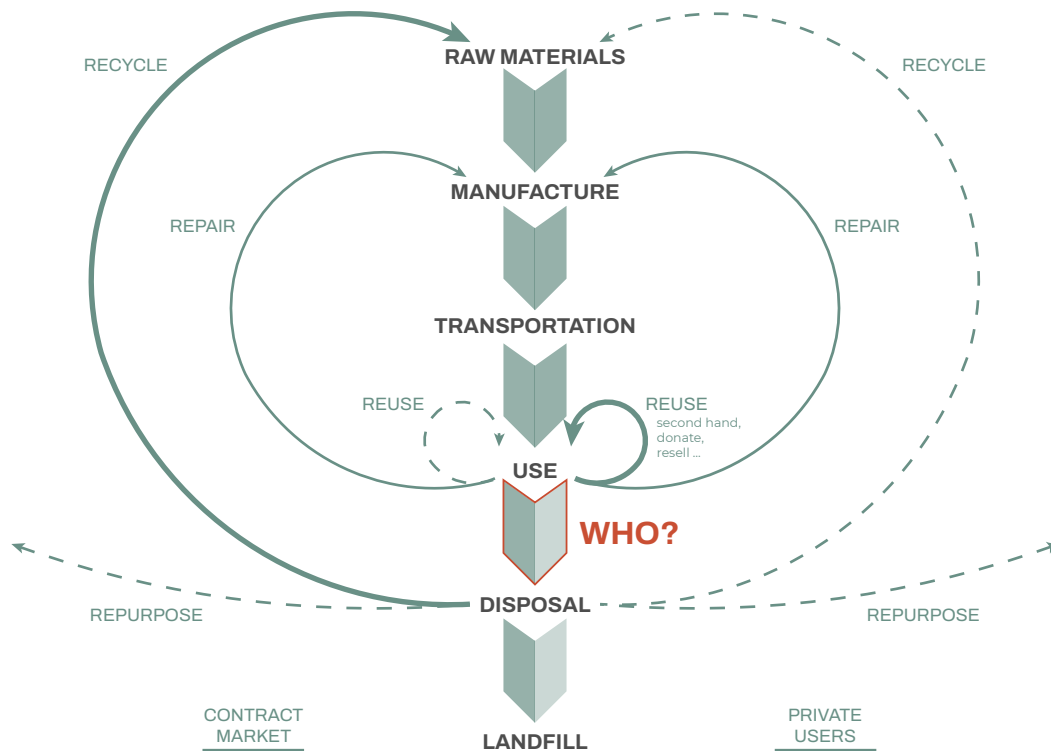 RAW MATERIALS
RECYCLE
RECYCLE
MANUFACTURE
REPAIR
REPAIR
TRANSPORTATION
REUSE
REUSE
second hand,
donate,
resell ...
USE
WHO?
DISPOSAL
REPURPOSE
REPURPOSE
CONTRACT
MARKET
PRIVATE
USERS
LANDFILL